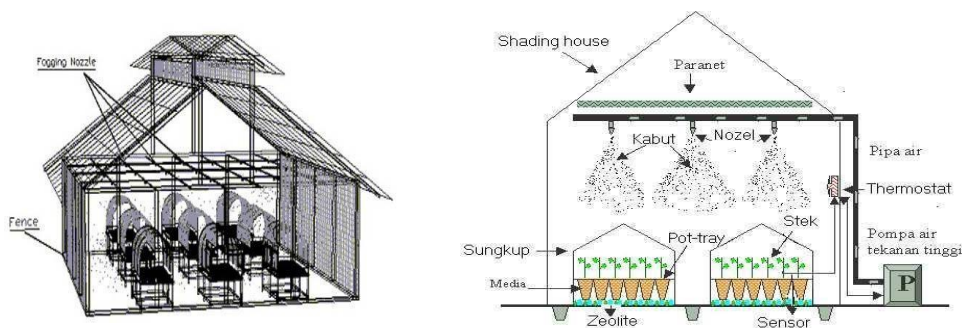 Fogging Nozzle
Fence
Shading house
Paranet
Kabut
Nozel
Pipa air
Thermostat
Stek
Sungkup
Pot-tray
Pompa air
tekanan tinggi
Media
P
Zeolite
Sensor